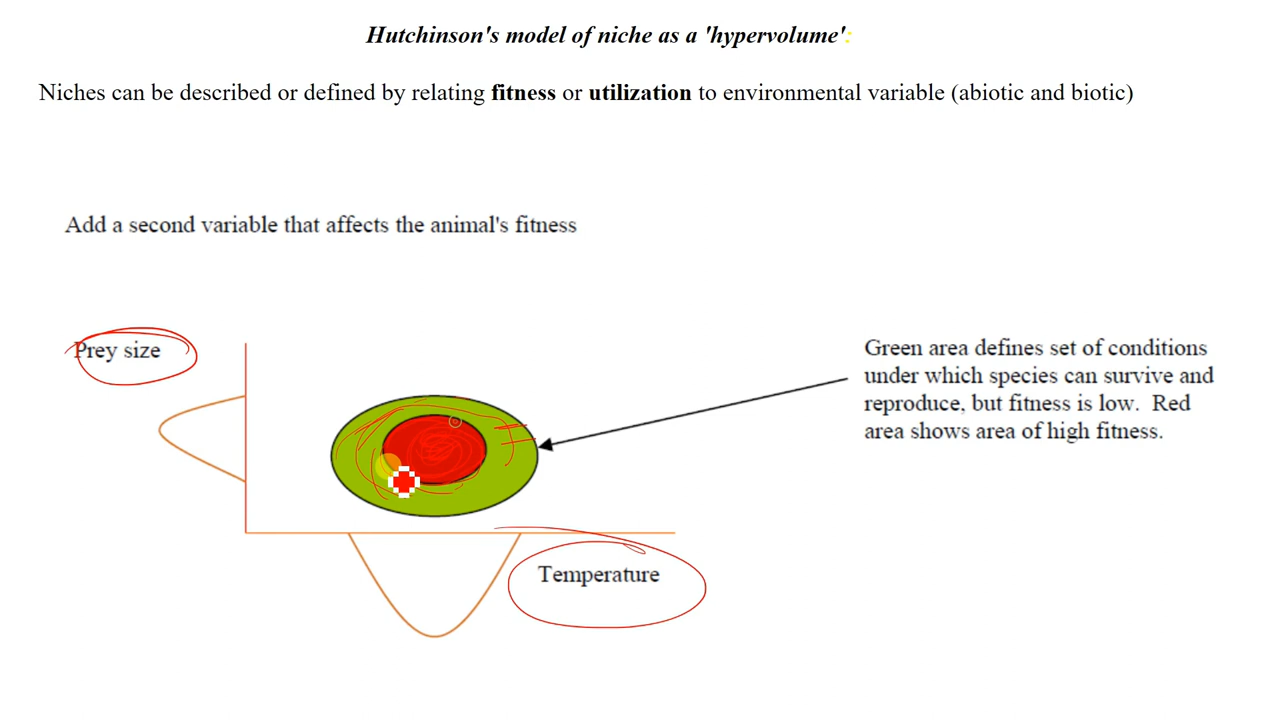 Hutchinson's model of niche as a 'hypervolume':
Niches can be described or defined by relating fitness or utilization to environmental variable (abiotic and biotic)
Add a second variable that affects the animal's fitness
Prey size
Green area defines set of conditions
under which species can survive and
reproduce, but fitness is low.  Red
area shows area of high fitness.
Temperature